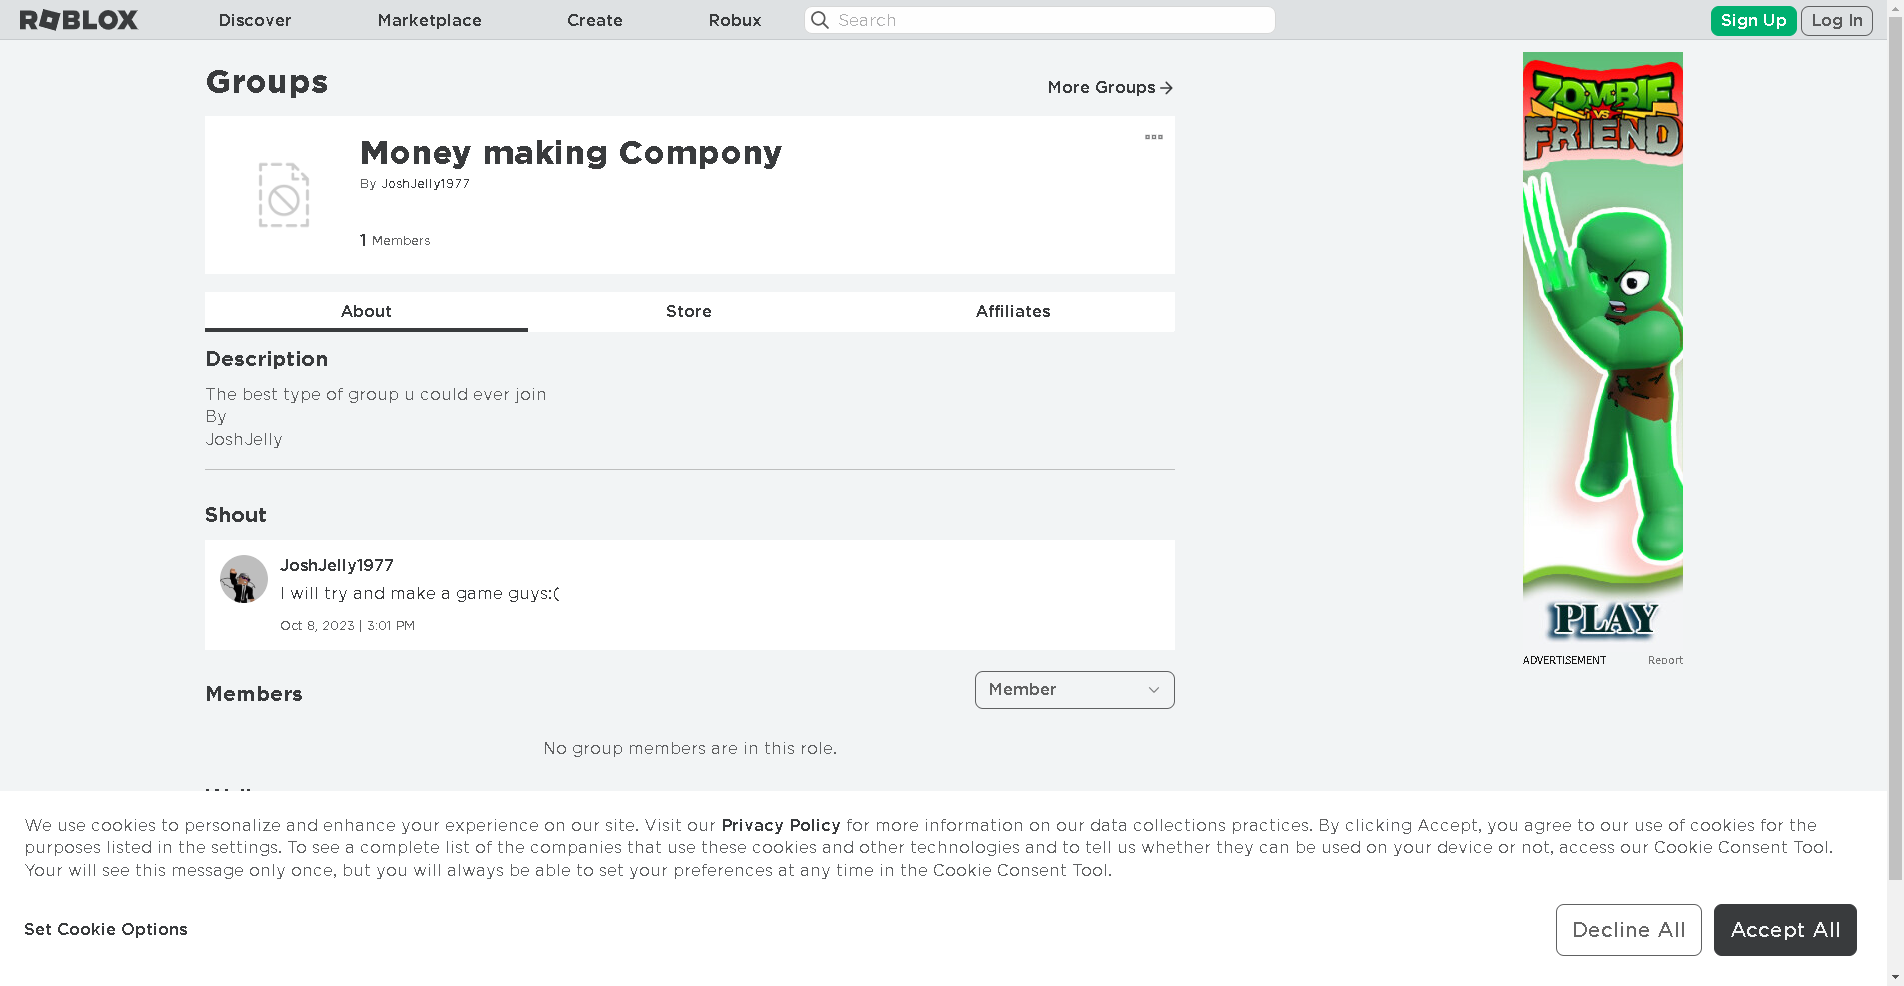 ROBLOX
Discover
Marketplace
Create
Robux
Search
Sign Up
Log In
Groups
More Groups
Money making Compony
By JoshJelly1977
1 Members
About
Store
Affiliates
Description
The best type of group u could ever join
By
JoshJelly
Shout
JoshJelly1977
I will try and make a game guys:(
Oct 8, 2023 | 3:01 PM
Members
Member
No group members are in this role.
ZOMBIE
VS
FRIEND
PLAY
ADVERTISEMENT
Report
We use cookies to personalize and enhance your experience on our site. Visit our Privacy Policy for more information on our data collections practices. By clicking Accept, you agree to our use of cookies for the
purposes listed in the settings. To see a complete list of the companies that use these cookies and other technologies and to tell us whether they can be used on your device or not, access our Cookie Consent Tool.
Your will see this message only once, but you will always be able to set your preferences at any time in the Cookie Consent Tool.
Set Cookie Options
Decline All
Accept All